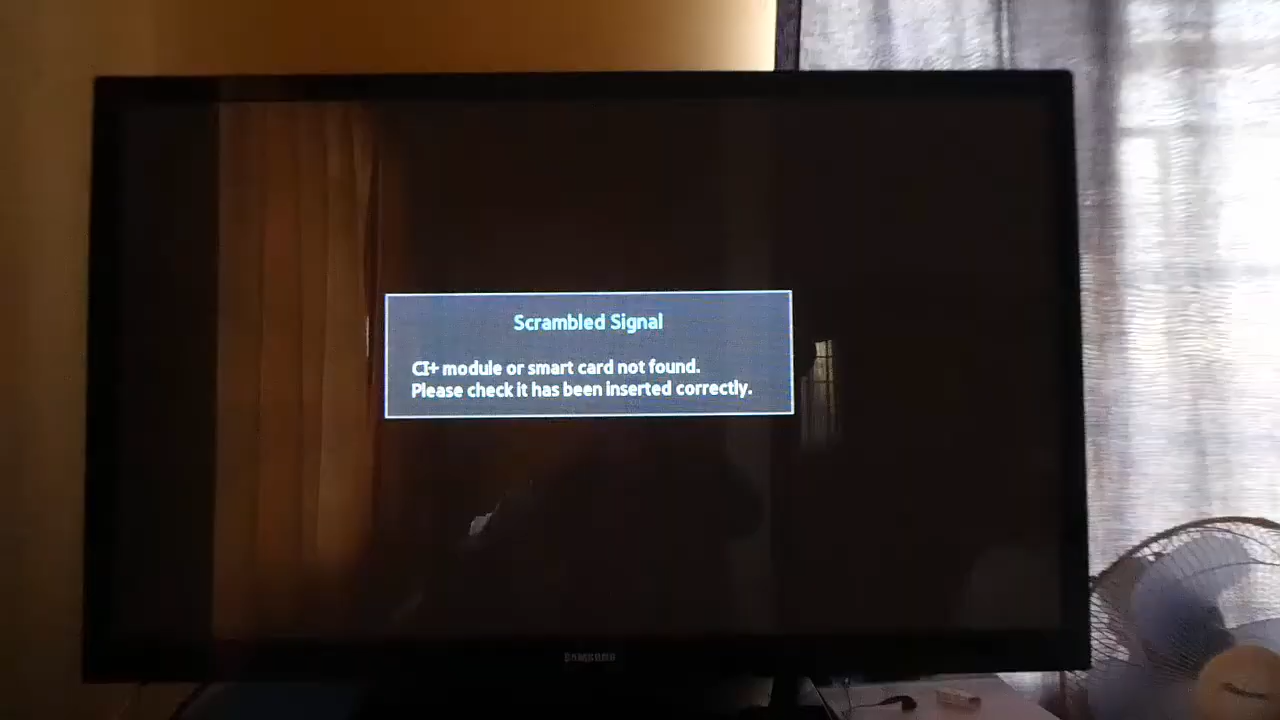 Scrambled Signal
CI+ module or smart card not found.
Please check it has been inserted correctly.
SAMSUNG